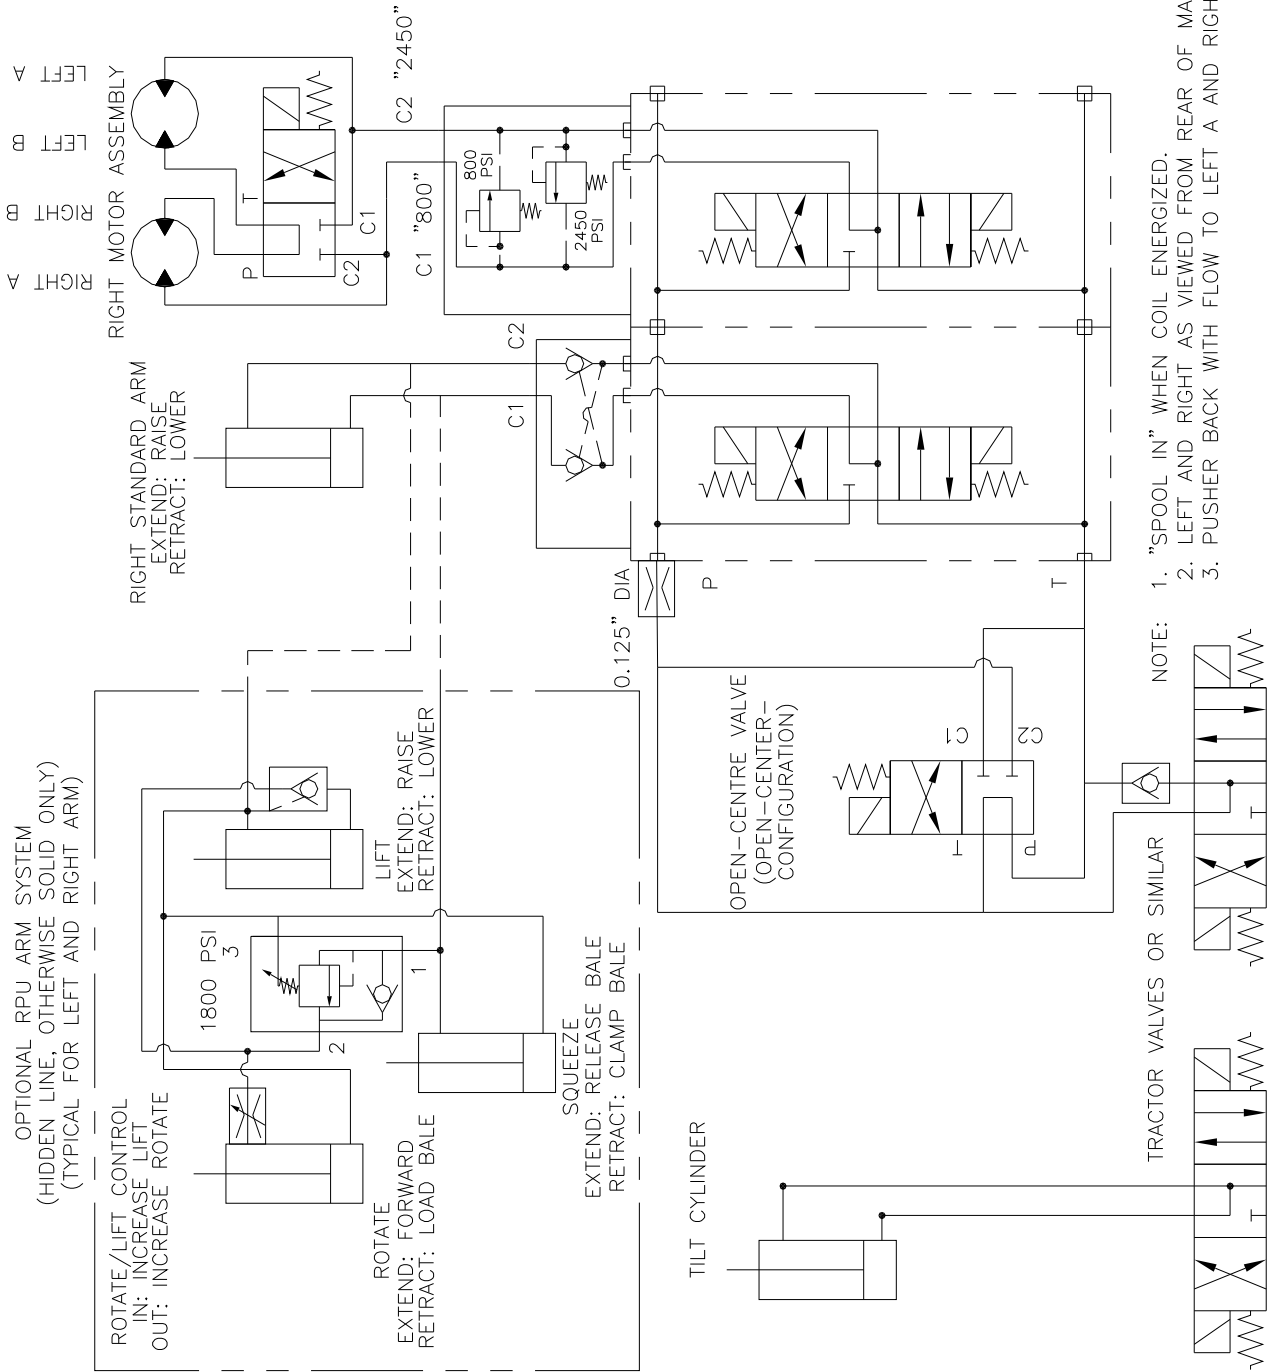 OPTIONAL RPU ARM SYSTEM
(HIDDEN LINE, OTHERWISE SOLID ONLY)
(TYPICAL FOR LEFT AND RIGHT ARM)
ROTATE/LIFT CONTROL
IN: INCREASE LIFT
OUT: INCREASE ROTATE
1800 PSI
3
2
1
ROTATE
EXTEND: FORWARD
RETRACT: LOAD BALE
LIFT
EXTEND: RAISE
RETRACT: LOWER
SQUEEZE
EXTEND: RELEASE BALE
RETRACT: CLAMP BALE
RIGHT STANDARD ARM
EXTEND: RAISE
RETRACT: LOWER
RIGHT A
RIGHT B
LEFT B
LEFT A
RIGHT MOTOR ASSEMBLY
P
T
C2
C1
C1 "800"
C2 "2450"
800
PSI
2450
PSI
C1
C2
0.125" DIA
P
T
OPEN-CENTRE VALVE
(OPEN-CENTER-
CONFIGURATION)
T
P
C1
C2
TILT CYLINDER
TRACTOR VALVES OR SIMILAR
NOTE:
1. "SPOOL IN" WHEN COIL ENERGIZED.
2. LEFT AND RIGHT AS VIEWED FROM REAR OF MA
3. PUSHER BACK WITH FLOW TO LEFT A AND RIGH